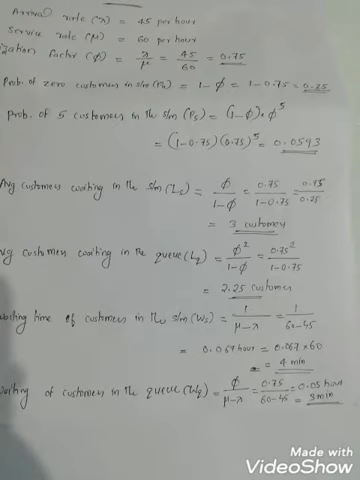 Arrival rate (λ) = 45 per hour
Service rate (μ) = 60 per hour
ization Factor (φ) = λ/μ = 45/60 = 0.75
Prob. of zero customers in s/m (P₀) = 1-φ = 1-0.75 = 0.25
Prob. of 5 customers in the s/m (P₅) = (1-φ) × φ⁵
= (1-0.75) (0.75)⁵ = 0.0593
Avg customers waiting in the s/m (Ls) = φ/1-φ = 0.75/1-0.75 = 0.75/0.25
= 3 customers
Avg customers waiting in the queue (Lq) = φ²/1-φ = 0.75²/1-0.75
= 2.25 customer
waiting time of customers in the s/m (Ws) = 1/μ-λ = 1/60-45
= 0.067 hour = 0.067 × 60
= 4 min
waiting of customers in the queue (Wq) = φ/μ-λ = 0.75/60-45 = 0.05 hour
= 3 min
Made with
VideoShow